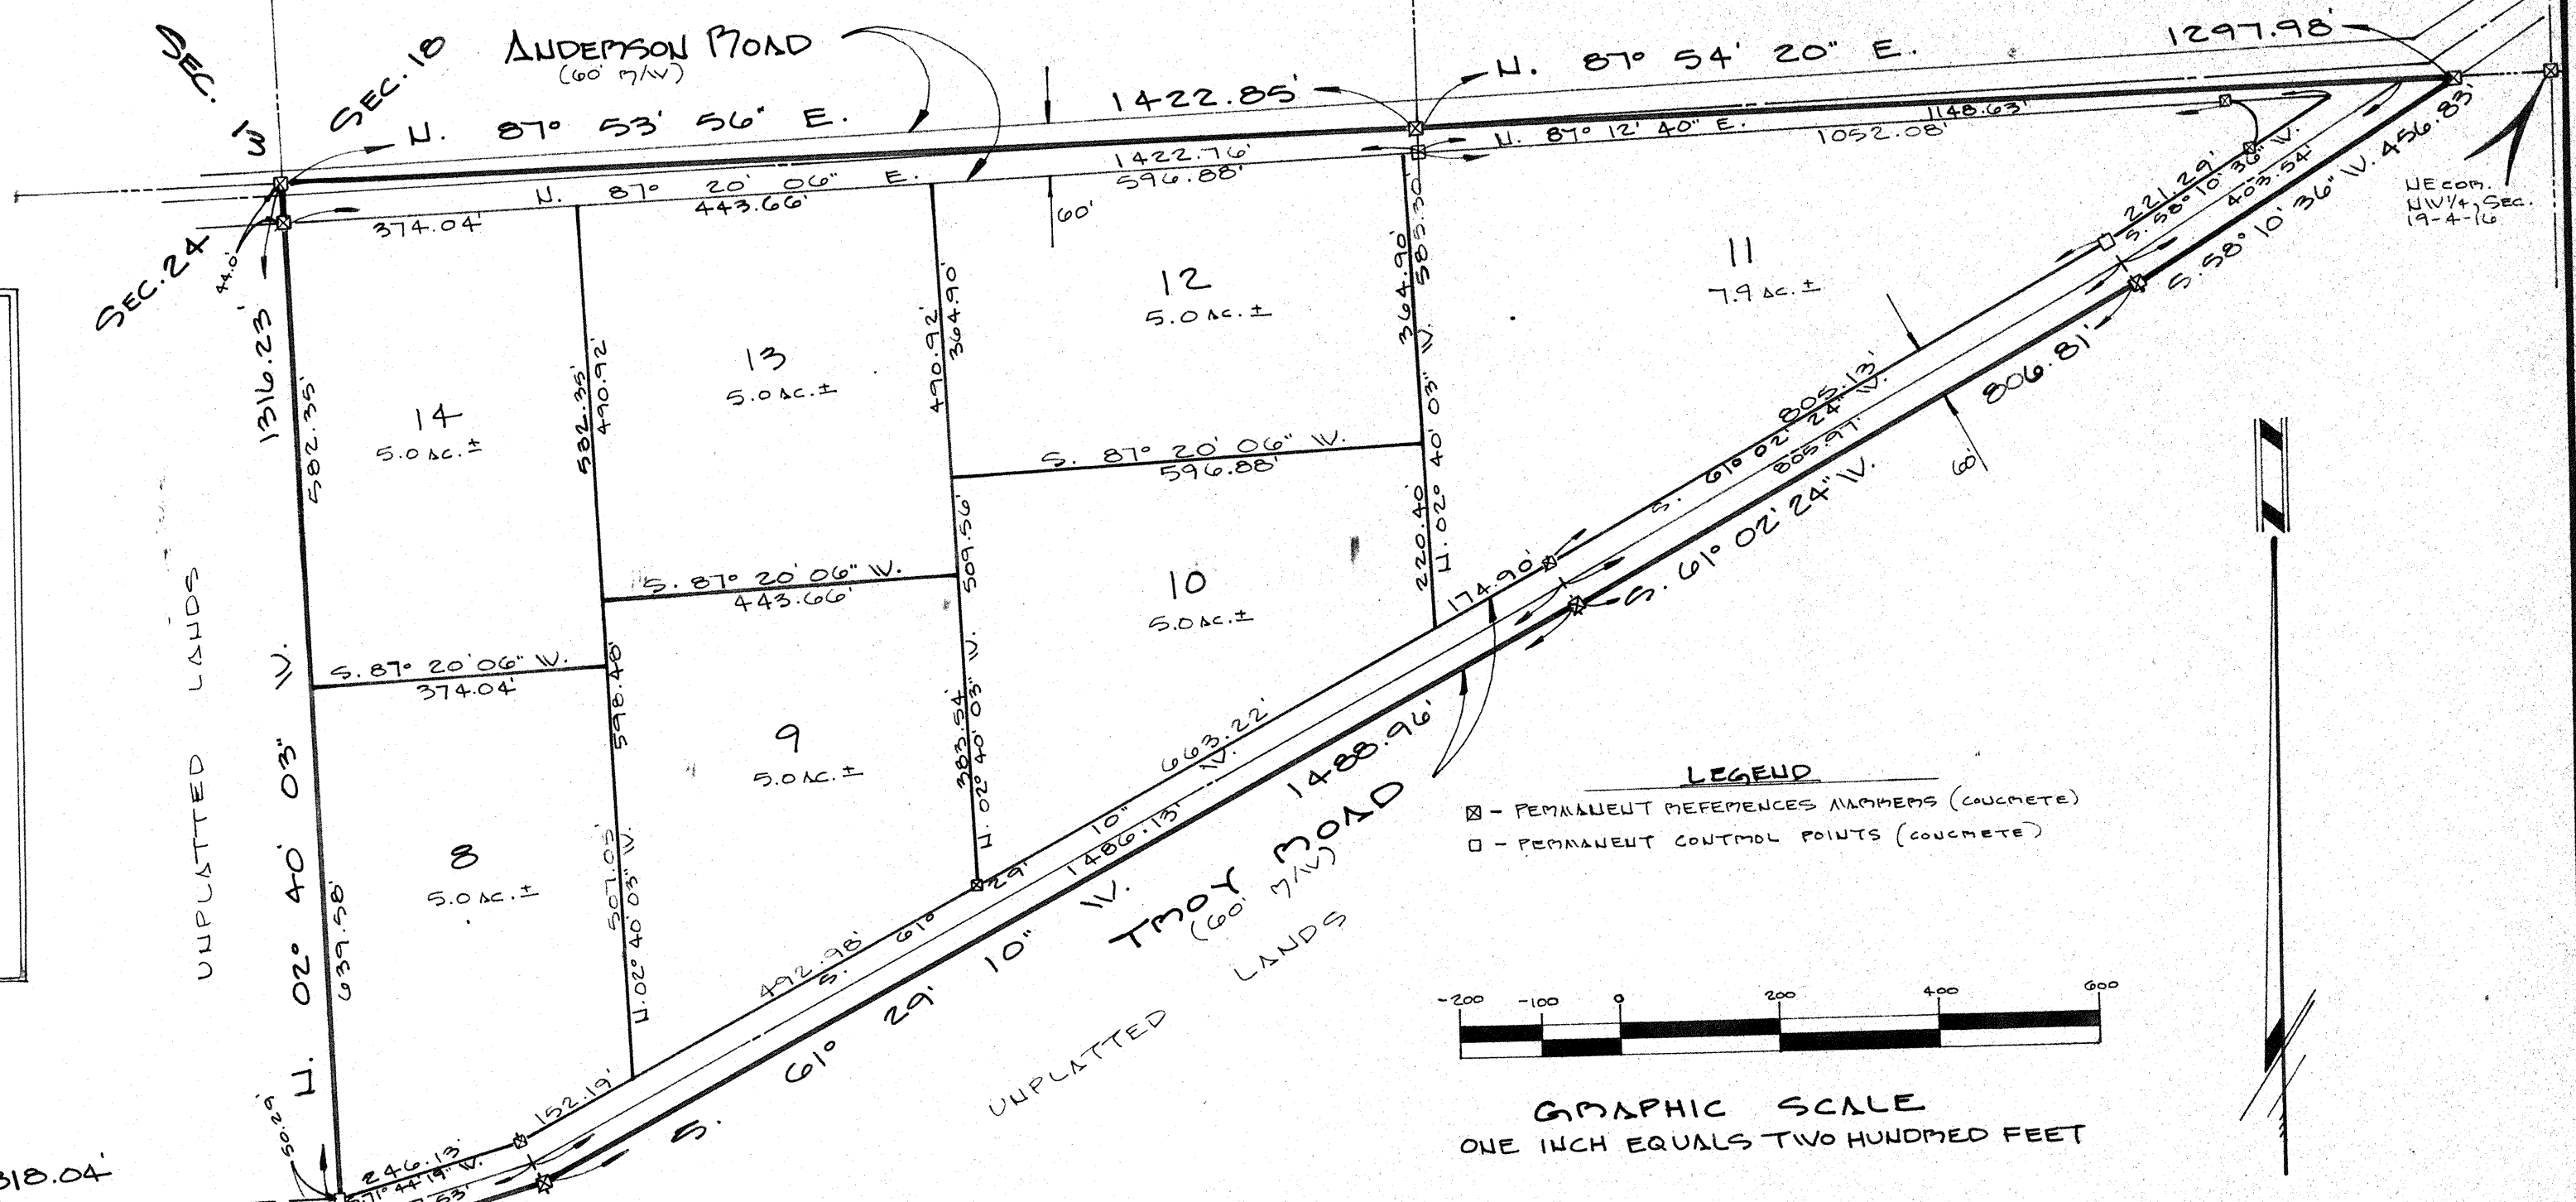 SEC. 13
SEC. 18
SEC. 24
ANDERSON ROAD
(60' R/W)
N. 87° 53' 56" E.
1422.85'
N. 87° 54' 20" E.
1297.98'
N. 87° 20' 06" E.
1422.76'
N. 87° 12' 40" E.
1148.63'
1052.08'
374.04'
443.66'
596.88'
60'
44.0'
1316.23'
N. 02° 40' 03" W.
582.35'
582.35'
490.92'
490.92'
364.90'
364.90'
585.30'
14
5.0 AC. ±
13
5.0 AC. ±
12
5.0 AC. ±
11
7.9 AC. ±
S. 87° 20' 06" W.
596.88'
S. 87° 20' 06" W.
443.66'
S. 87° 20' 06" W.
374.04'
10
5.0 AC. ±
9
5.0 AC. ±
8
5.0 AC. ±
509.56'
383.54'
N. 02° 40' 03" W.
220.40'
N. 02° 40' 03" W.
598.48'
507.03'
N. 02° 40' 03" W.
639.58'
50.29'
221.29'
S. 58° 10' 36" W.
403.54'
S. 58° 10' 36" W. 456.83'
NE COR.
NW 1/4, SEC.
19-4-16
805.13'
S. 61° 02' 24" W.
805.97'
S. 61° 02' 24" W.
806.81'
60'
174.90'
663.22'
492.98'
S. 61° 29' 10" W.
1486.13'
S. 61° 29' 10" W.
1488.96'
152.19'
246.13'
71° 44' 19" W.
53'
318.04'
TROY ROAD
(60' R/W)
UNPLATTED LANDS
UNPLATTED LANDS
LEGEND
⊠ - PERMANENT REFERENCES MARKERS (CONCRETE)
□ - PERMANENT CONTROL POINTS (CONCRETE)
N
-200 -100 0 200 400 600
GRAPHIC SCALE
ONE INCH EQUALS TWO HUNDRED FEET